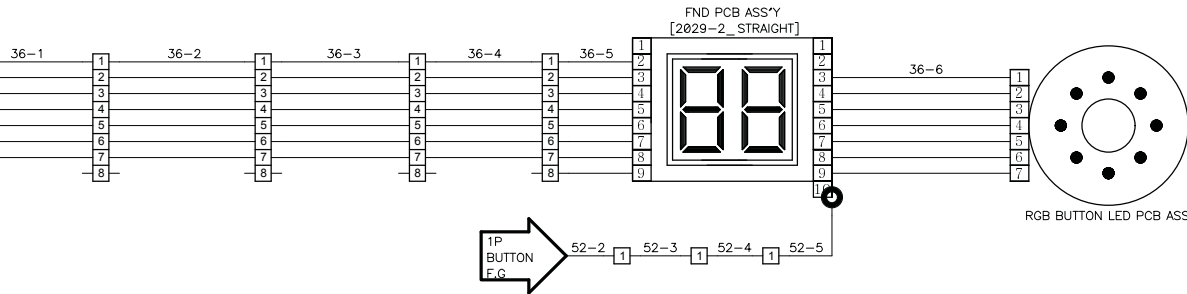 FND PCB ASS'Y
[2029-2_STRAIGHT]
36-1 36-2 36-3 36-4 36-5 36-6
1 1 1 1 1 1
2 2 2 2 2 2
3 3 3 3 3 3 1
4 4 4 4 4 4 2
5 5 5 5 5 5 3
6 6 6 6 6 6 4
7 7 7 7 7 7 5
8 8 8 8 8 8 6
9 9 7
10
88
RGB BUTTON LED PCB ASS
1P
BUTTON
F.G
52-2 1 52-3 1 52-4 1 52-5